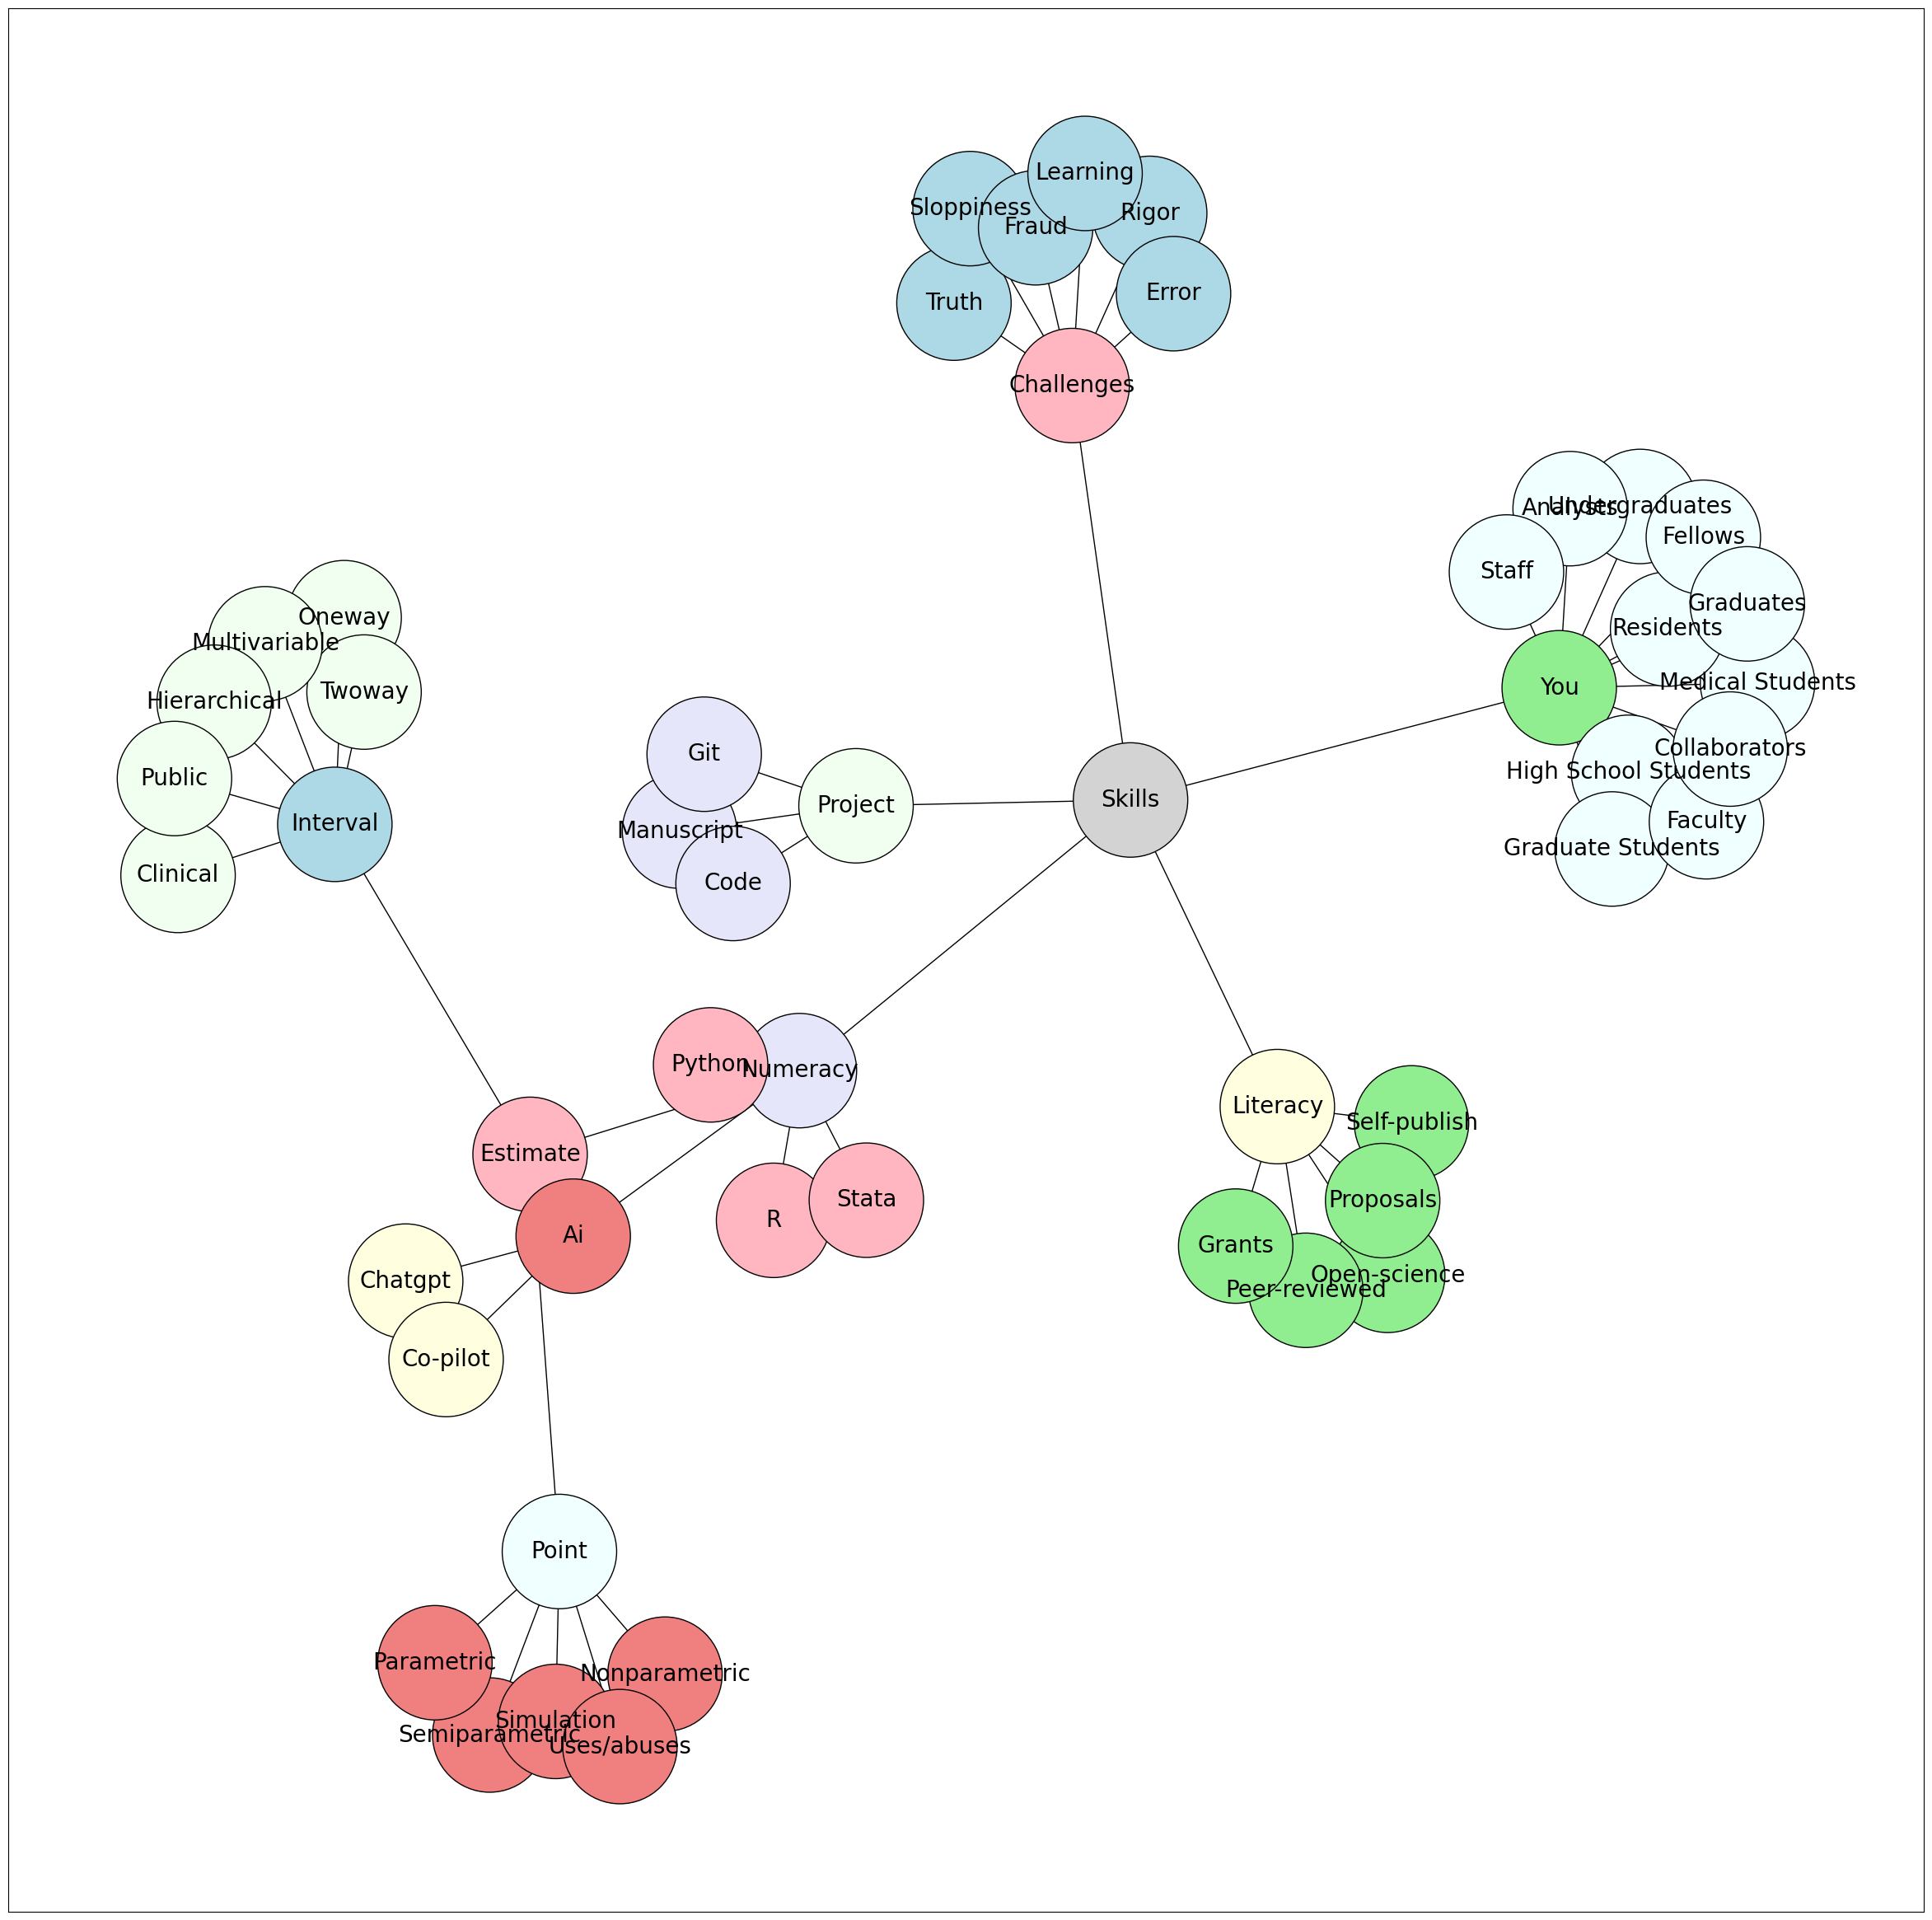 Learning
Sloppiness
Rigor
Fraud
Error
Truth
Challenges
Analysts
Undergraduates
Fellows
Staff
Graduates
Residents
Medical Students
You
Collaborators
High School Students
Faculty
Graduate Students
Oneway
Multivariable
Twoway
Hierarchical
Public
Interval
Clinical
Git
Project
Skills
Manuscript
Code
Python
Numeracy
Literacy
Self-publish
Estimate
Proposals
Stata
R
Ai
Grants
Open-science
Peer-reviewed
Chatgpt
Co-pilot
Point
Parametric
Nonparametric
Simulation
Semiparametric
Uses/abuses